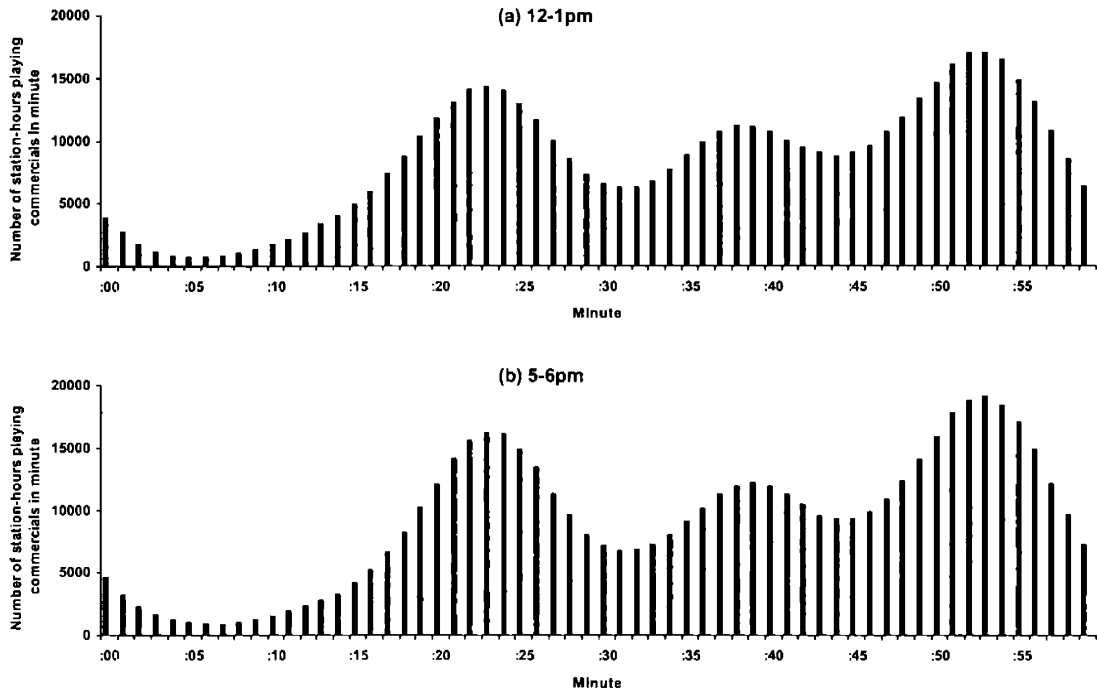 (a) 12-1pm
Number of station-hours playing
commercials in minute
20000
15000
10000
5000
0
:00 :05 :10 :15 :20 :25 :30 :35 :40 :45 :50 :55
Minute
(b) 5-6pm
Number of station-hours playing
commercials in minute
20000
15000
10000
5000
0
:00 :05 :10 :15 :20 :25 :30 :35 :40 :45 :50 :55
Minute